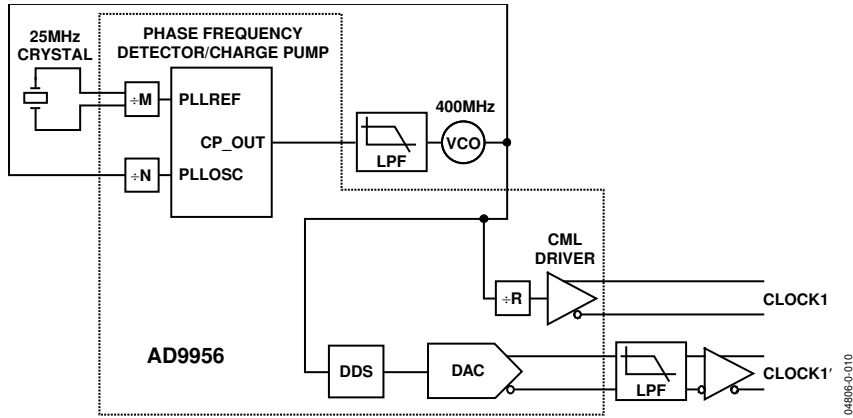 PHASE FREQUENCY
DETECTOR/CHARGE PUMP
25MHz
CRYSTAL
÷M
PLLREF
400MHz
CP_OUT
VCO
LPF
÷N
PLLOSC
CML
DRIVER
÷R
CLOCK1
AD9956
DDS
DAC
LPF
CLOCK1′
04806-0-010